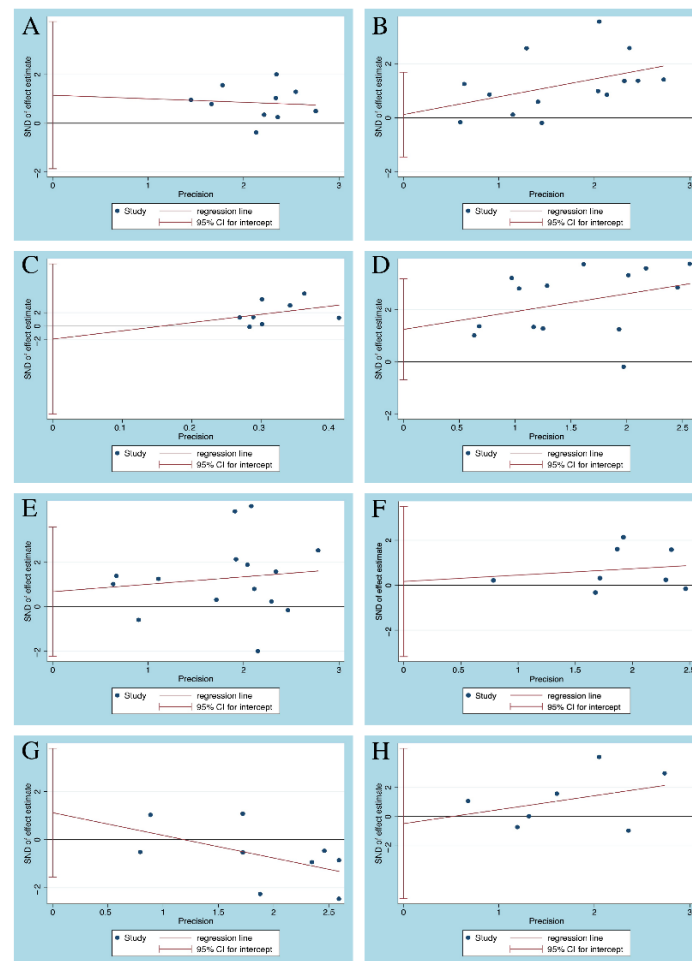 A
SND of effect estimate
2
0
−2
0
1
2
3
Precision
Study
regression line
95% CI for intercept
B
SND of effect estimate
2
0
−2
0
1
2
3
Precision
Study
regression line
95% CI for intercept
C
SND of effect estimate
2
0
−2
0
0.1
0.2
0.3
0.4
Precision
Study
regression line
95% CI for intercept
D
SND of effect estimate
2
0
−2
0
0.5
1
1.5
2
2.5
Precision
Study
regression line
95% CI for intercept
E
SND of effect estimate
2
0
−2
0
1
2
3
Precision
Study
regression line
95% CI for intercept
F
SND of effect estimate
2
0
−2
0
0.5
1
1.5
2
2.5
Precision
Study
regression line
95% CI for intercept
G
SND of effect estimate
2
0
−2
0
0.5
1
1.5
2
2.5
Precision
Study
regression line
95% CI for intercept
H
SND of effect estimate
2
0
−2
0
1
2
3
Precision
Study
regression line
95% CI for intercept